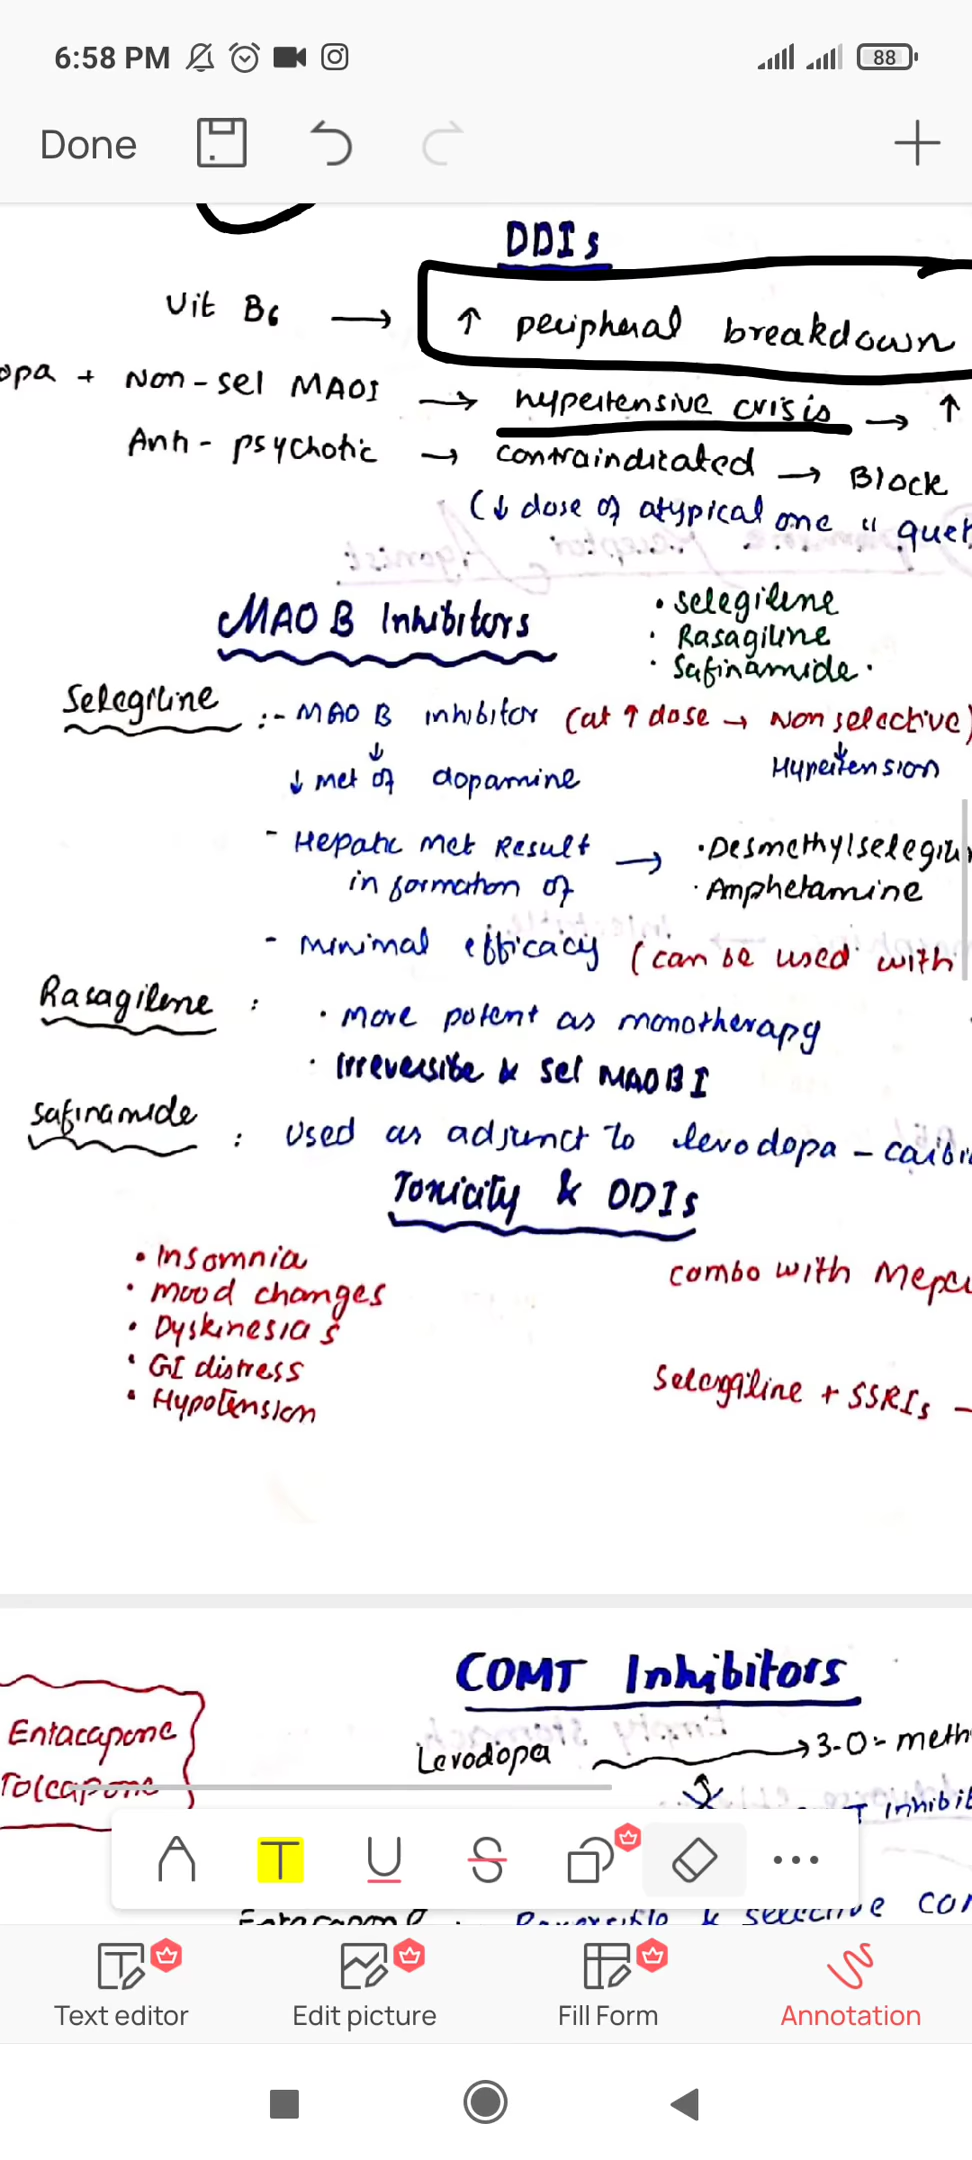 6:58 PM 88
Done
DDIs
Vit B6 → ↑ peripheral breakdown
opa + Non-sel MAOI → hypertensive crisis → ↑
Anti-psychotic → contraindicated → Block
(↓ dose of atypical one " quet
MAO B Inhibitors
• Selegiline
• Rasagiline
• Safinamide •
Selegiline :- MAO B inhibitor (at ↑ dose → Non selective)
↓
↓ met of dopamine
↓
Hypertension
- Hepatic met Result in formation of → • Desmethylselegilin
• Amphetamine
- minimal efficacy (can be used with
Rasagiline : • more potent as monotherapy
• Irreversible & sel MAOBI
Safinamide : used as adjunct to levodopa - carbi
Toxicity & DDIs
• Insomnia
• mood changes
• Dyskinesias
• GI distress
• Hypotension
combo with Mepe
Selegiline + SSRIs -
COMT Inhibitors
Entacapone
Tolcapone
Levodopa → 3-O- meth
T inhibit
Entacapone : Reversible & selective CO
T U S
Text editor Edit picture Fill Form Annotation